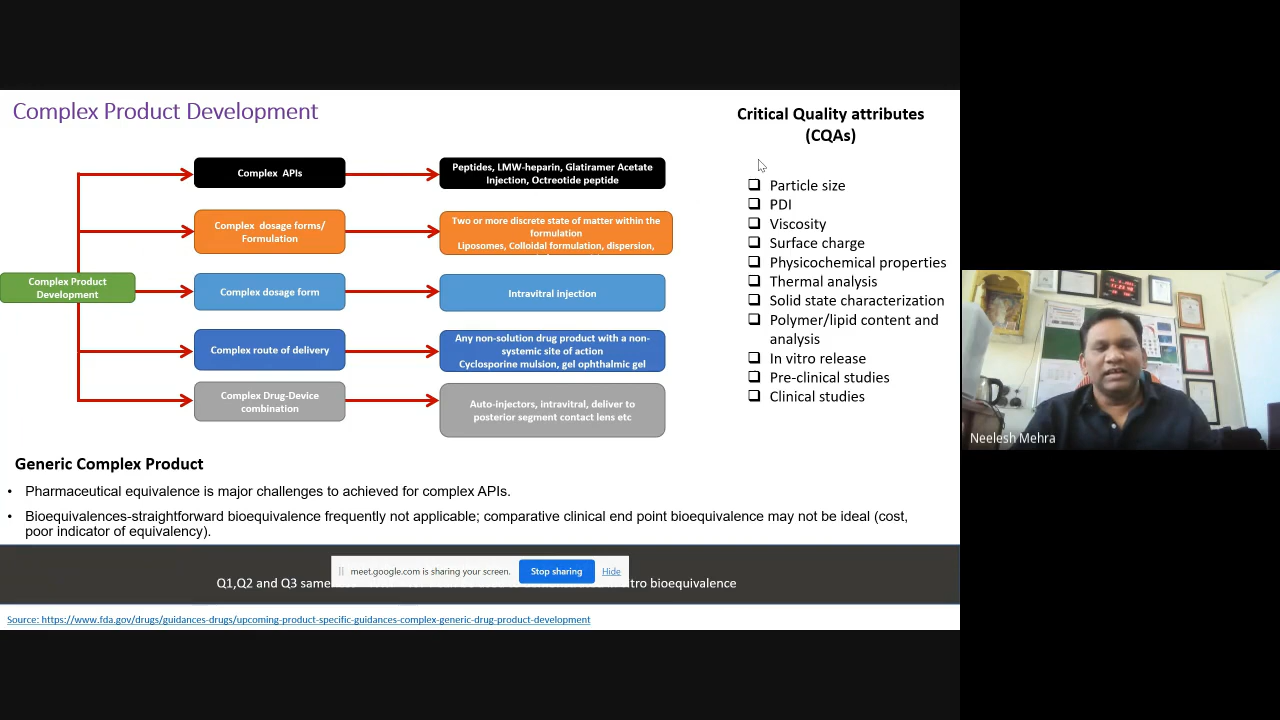 Complex Product Development
Critical Quality attributes
(CQAs)
Complex APIs
Peptides, LMW-heparin, Glatiramer Acetate
Injection, Octreotide peptide
Complex dosage forms/
Formulation
Two or more discrete state of matter within the
formulation
Liposomes, Colloidal formulation, dispersion,
Complex Product
Development
Complex dosage form
Intravitral injection
Complex route of delivery
Any non-solution drug product with a non-
systemic site of action
Cyclosporine mulsion, gel ophthalmic gel
Complex Drug-Device
combination
Auto-injectors, intravitral, deliver to
posterior segment contact lens etc
Particle size
PDI
Viscosity
Surface charge
Physicochemical properties
Thermal analysis
Solid state characterization
Polymer/lipid content and
analysis
In vitro release
Pre-clinical studies
Clinical studies
Neelesh Mehra
Generic Complex Product
• Pharmaceutical equivalence is major challenges to achieved for complex APIs.
• Bioequivalences-straightforward bioequivalence frequently not applicable; comparative clinical end point bioequivalence may not be ideal (cost,
poor indicator of equivalency).
meet.google.com is sharing your screen. Stop sharing Hide
Q1,Q2 and Q3 bioequivalence
Source: https://www.fda.gov/drugs/guidances-drugs/upcoming-product-specific-guidances-complex-generic-drug-product-development